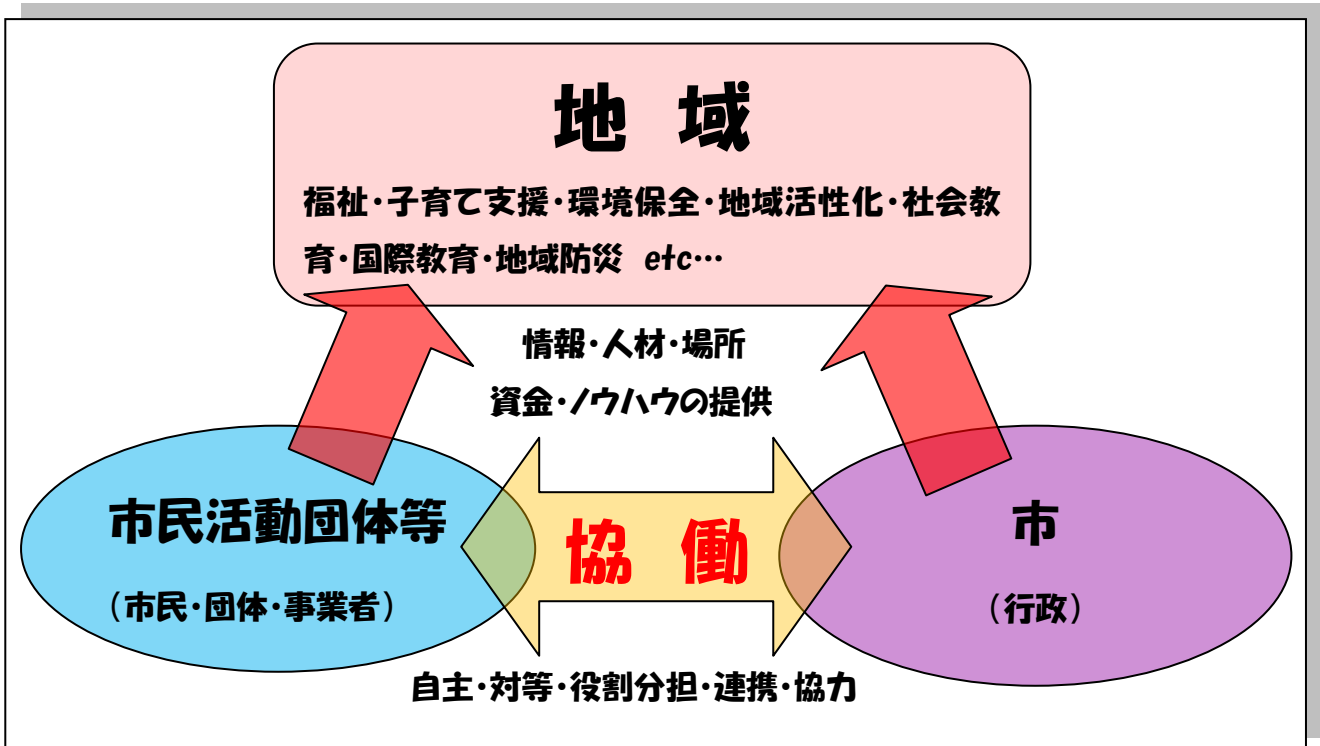 地 域
福祉・子育て支援・環境保全・地域活性化・社会教
育・国際教育・地域防災 etc…
情報・人材・場所
資金・ノウハウの提供
市民活動団体等
（市民・団体・事業者）
協 働
市
（行政）
自主・対等・役割分担・連携・協力